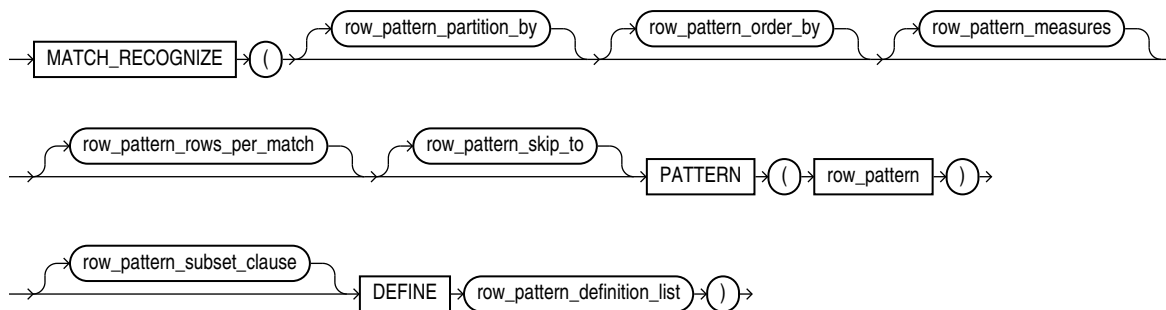 row_pattern_partition_by row_pattern_order_by row_pattern_measures
MATCH_RECOGNIZE (
row_pattern_rows_per_match row_pattern_skip_to
PATTERN ( row_pattern )
row_pattern_subset_clause
DEFINE row_pattern_definition_list )